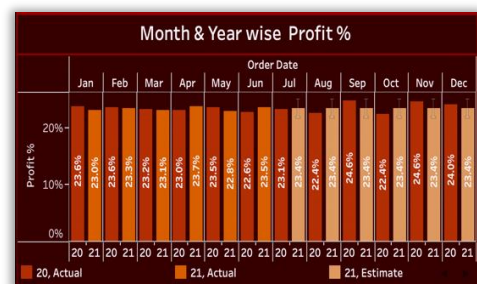 Month & Year wise Profit %
Order Date
Jan Feb Mar Apr May Jun Jul Aug Sep Oct Nov Dec
Profit %
20%
10%
0%
23.6% 23.0% 23.6% 23.3% 23.2% 23.1% 23.0% 23.7% 23.5% 22.8% 22.6% 23.5% 23.1% 23.4% 22.4% 23.4% 24.6% 23.4% 22.4% 23.4% 24.6% 23.4% 24.0% 23.4%
20 21 20 21 20 21 20 21 20 21 20 21 20 21 20 21 20 21 20 21 20 21 20 21
20, Actual 21, Actual 21, Estimate